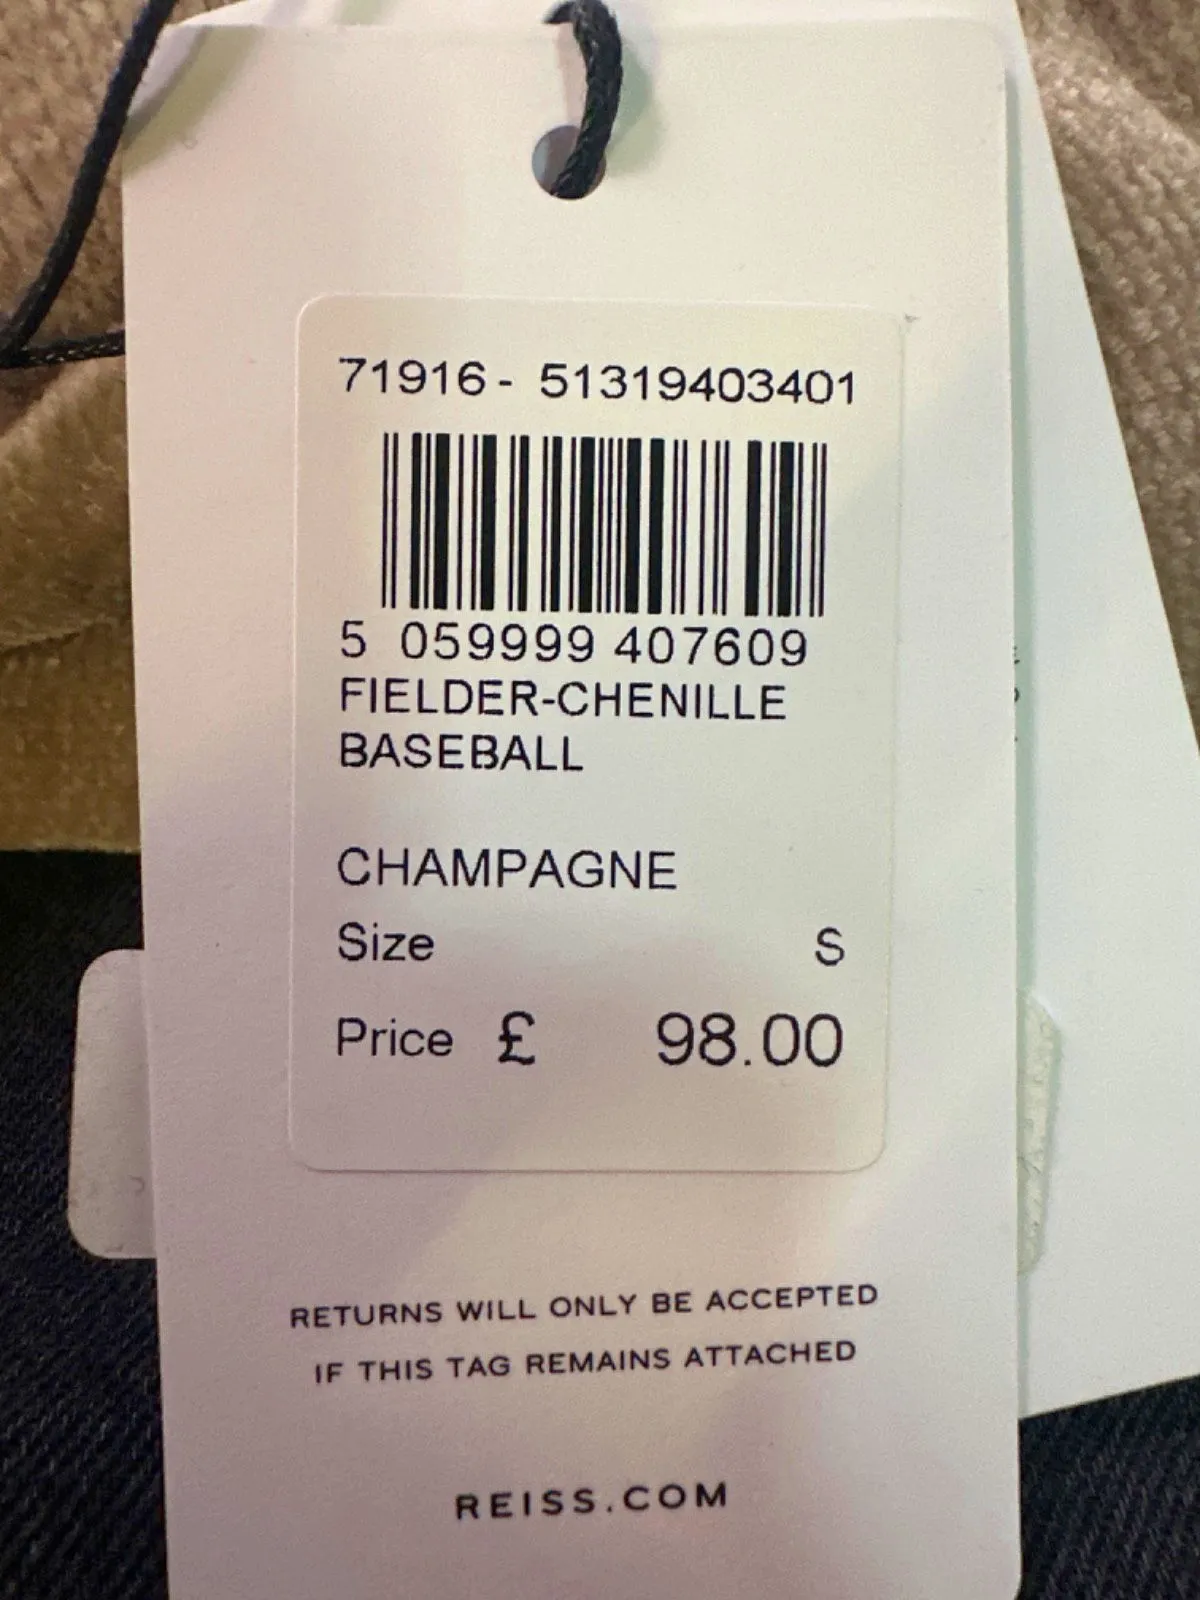 71916- 51319403401
5 059999 407609
FIELDER-CHENILLE
BASEBALL
CHAMPAGNE
Size S
Price £ 98.00
RETURNS WILL ONLY BE ACCEPTED
IF THIS TAG REMAINS ATTACHED
REISS.COM